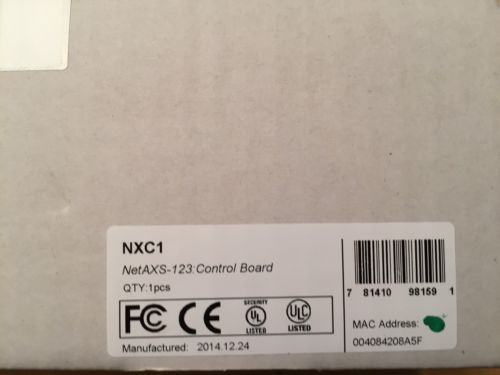 NXC1
NetAXS-123:Control Board
QTY:1pcs
FC CE SECURITY UL LISTED ULC LISTED
Manufactured: 2014.12.24
7 81410 98159 1
MAC Address:
004084208A5F